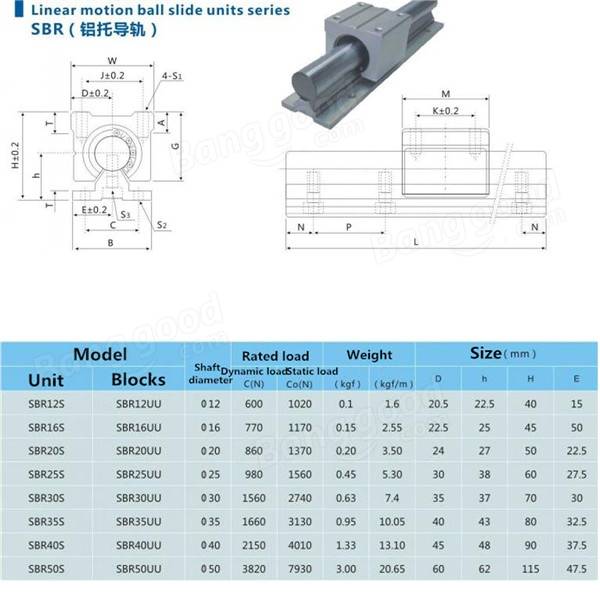 Linear motion ball slide units series
SBR（铝托导轨）
W
J±0.2
4-S1
D±0.2
T
G
H±0.2
h
T
E±0.2
S3
S2
C
B
M
K±0.2
N
P
N
L
Banggood.com
Model Rated load Weight Size（mm）
Unit Blocks Shaft diameter Dynamic load C(N) Static load Co(N) (kgf) (kgf/m) D h H E
SBR12S SBR12UU Φ12 600 1020 0.1 1.6 20.5 22.5 40 15
SBR16S SBR16UU Φ16 770 1170 0.15 2.55 22.5 25 45 50
SBR20S SBR20UU Φ20 860 1370 0.20 3.50 24 27 50 22.5
SBR25S SBR25UU Φ25 980 1560 0.45 5.30 30 38 60 27.5
SBR30S SBR30UU Φ30 1560 2740 0.63 7.4 35 37 70 30
SBR35S SBR35UU Φ35 1660 3130 0.95 10.05 40 43 80 32.5
SBR40S SBR40UU Φ40 2150 4010 1.33 13.10 45 48 90 37.5
SBR50S SBR50UU Φ50 3820 7930 3.00 20.65 60 62 115 47.5